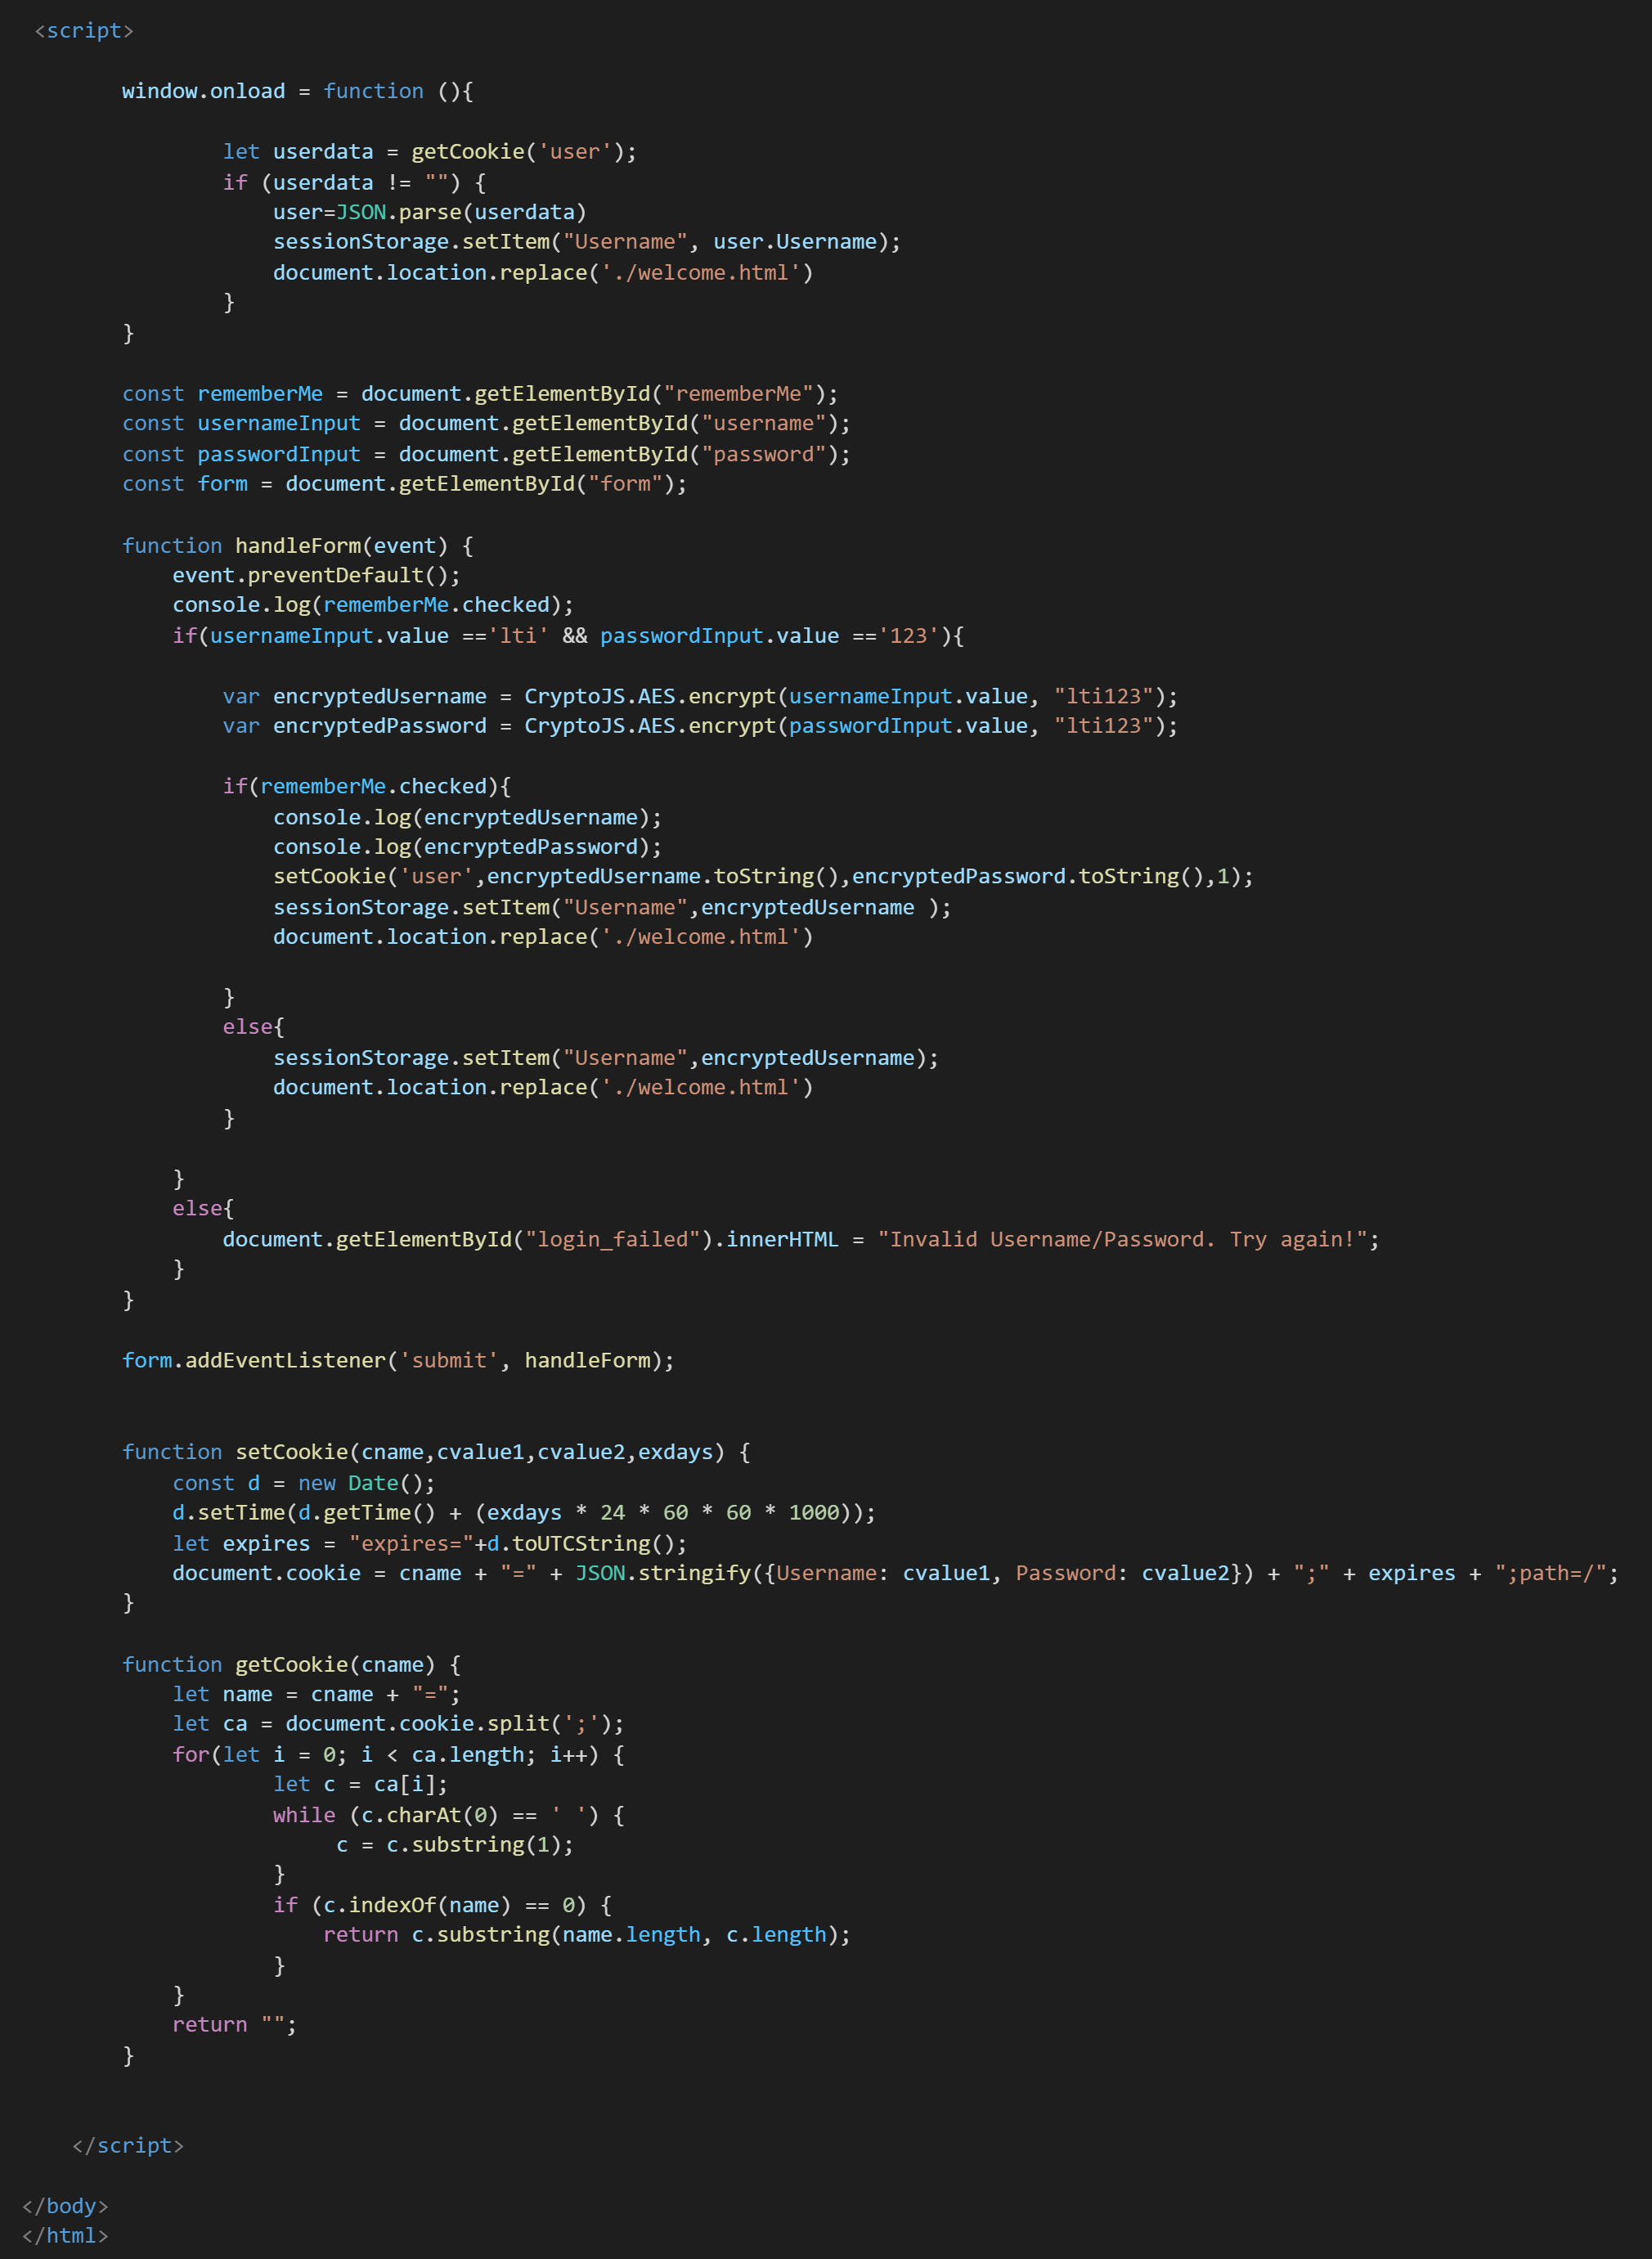 <script>
window.onload = function (){
let userdata = getCookie('user');
if (userdata != "") {
user=JSON.parse(userdata)
sessionStorage.setItem("Username", user.Username);
document.location.replace('./welcome.html')
}
}
const rememberMe = document.getElementById("rememberMe");
const usernameInput = document.getElementById("username");
const passwordInput = document.getElementById("password");
const form = document.getElementById("form");
function handleForm(event) {
event.preventDefault();
console.log(rememberMe.checked);
if(usernameInput.value =='lti' && passwordInput.value =='123'){
var encryptedUsername = CryptoJS.AES.encrypt(usernameInput.value, "lti123");
var encryptedPassword = CryptoJS.AES.encrypt(passwordInput.value, "lti123");
if(rememberMe.checked){
console.log(encryptedUsername);
console.log(encryptedPassword);
setCookie('user',encryptedUsername.toString(),encryptedPassword.toString(),1);
sessionStorage.setItem("Username",encryptedUsername );
document.location.replace('./welcome.html')
}
else{
sessionStorage.setItem("Username",encryptedUsername);
document.location.replace('./welcome.html')
}
}
else{
document.getElementById("login_failed").innerHTML = "Invalid Username/Password. Try again!";
}
}
form.addEventListener('submit', handleForm);
function setCookie(cname,cvalue1,cvalue2,exdays) {
const d = new Date();
d.setTime(d.getTime() + (exdays * 24 * 60 * 60 * 1000));
let expires = "expires="+d.toUTCString();
document.cookie = cname + "=" + JSON.stringify({Username: cvalue1, Password: cvalue2}) + ";" + expires + ";path=/";
}
function getCookie(cname) {
let name = cname + "=";
let ca = document.cookie.split(';');
for(let i = 0; i < ca.length; i++) {
let c = ca[i];
while (c.charAt(0) == ' ') {
c = c.substring(1);
}
if (c.indexOf(name) == 0) {
return c.substring(name.length, c.length);
}
}
return "";
}
</script>
</body>
</html>